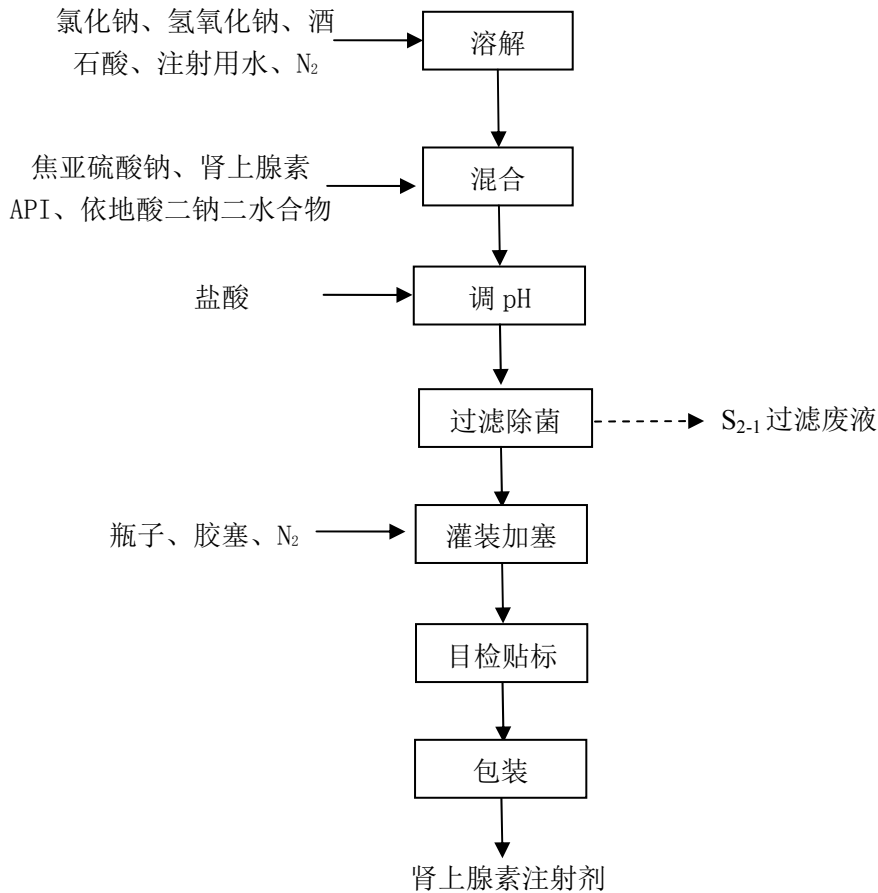 氯化钠、氢氧化钠、酒
石酸、注射用水、N₂
溶解
焦亚硫酸钠、肾上腺素
API、依地酸二钠二水合物
混合
盐酸
调 pH
过滤除菌
S₂₋₁过滤废液
瓶子、胶塞、N₂
灌装加塞
目检贴标
包装
肾上腺素注射剂